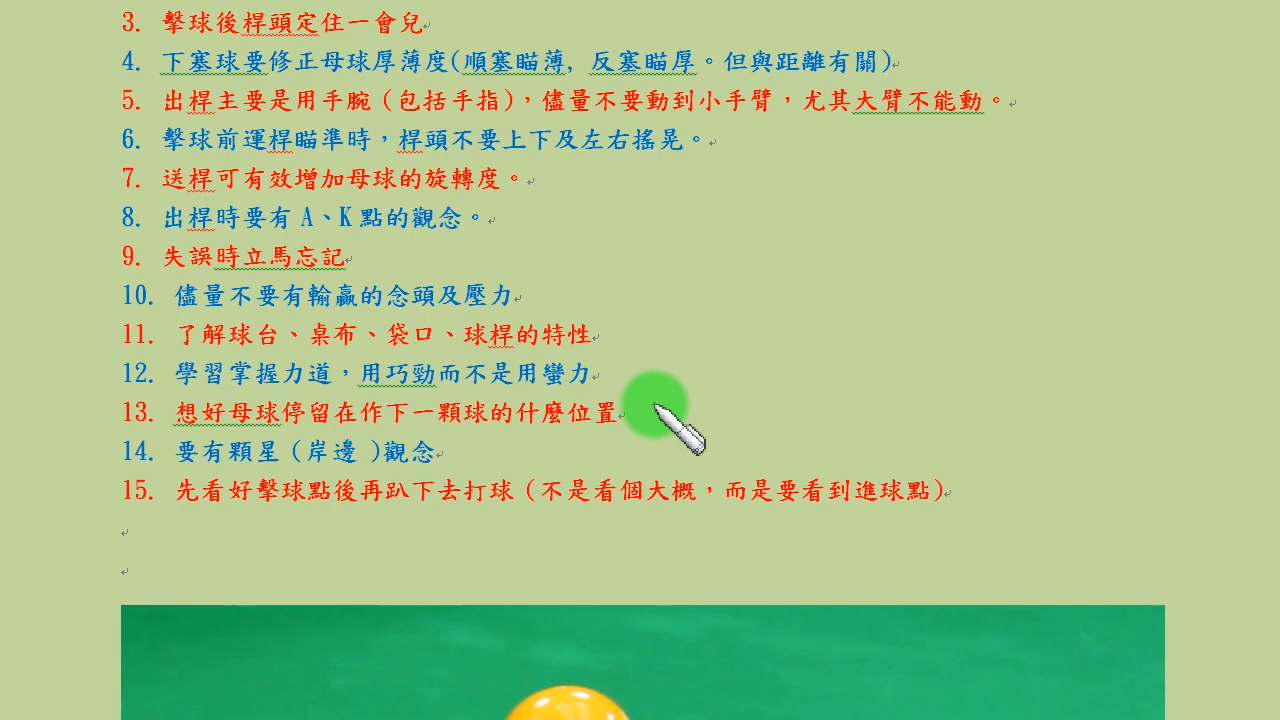 3. 擊球後桿頭定住一會兒
4. 下塞球要修正母球厚薄度(順塞瞄薄, 反塞瞄厚。但與距離有關)
5. 出桿主要是用手腕 (包括手指)，儘量不要動到小手臂，尤其大臂不能動。
6. 擊球前運桿瞄準時，桿頭不要上下及左右搖晃。
7. 送桿可有效增加母球的旋轉度。
8. 出桿時要有 A、K 點的觀念。
9. 失誤時立馬忘記
10. 儘量不要有輸贏的念頭及壓力
11. 了解球台、桌布、袋口、球桿的特性
12. 學習掌握力道，用巧勁而不是用蠻力
13. 想好母球停留在作下一顆球的什麼位置
14. 要有顆星 (岸邊 )觀念
15. 先看好擊球點後再趴下去打球 (不是看個大概，而是要看到進球點)